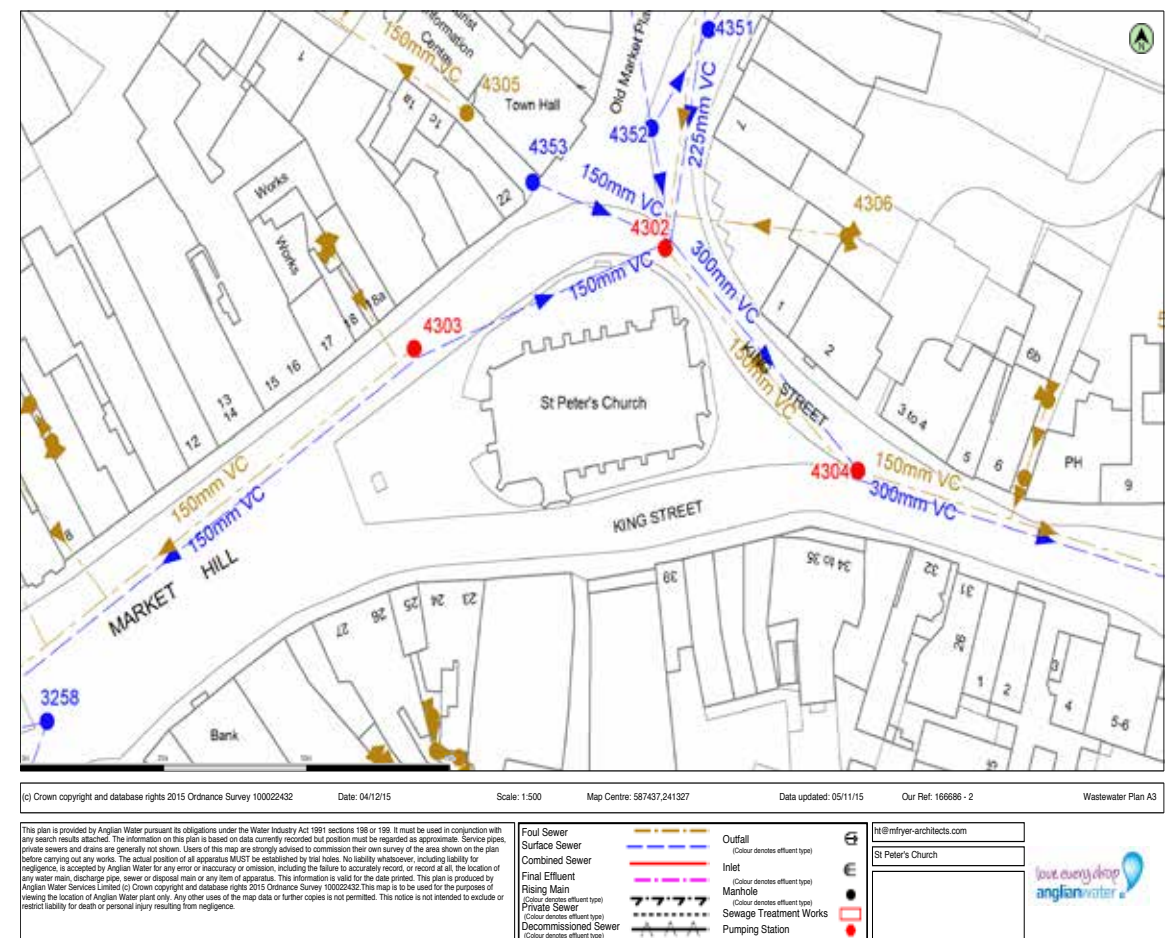 150mm VC
Information
Centre
4305
Town Hall
Old Market Pla
4351
4352
225mm VC
4353
150mm VC
4302
4306
1
1a
1c
22
7
Works
Works
18a
18
17
16
15
14
13
12
8
4303
150mm VC
300mm VC
150mm VC
KING STREET
1
2
3 to 4
5
6
6b
PH
9
St Peter's Church
4304
150mm VC
300mm VC
KING STREET
150mm VC
150mm VC
MARKET HILL
3258
Bank
27
26
25
24
23
39
34 to 35
32
31
26
1
2
3
4
5-6
(c) Crown copyright and database rights 2015 Ordnance Survey 100022432
Date: 04/12/15
Scale: 1:500
Map Centre: 587437,241327
Data updated: 05/11/15
Our Ref: 166686 - 2
Wastewater Plan A3
This plan is provided by Anglian Water pursuant its obligations under the Water Industry Act 1991 sections 198 or 199. It must be used in conjunction with
any search results attached. The information on this plan is based on data currently recorded but position must be regarded as approximate. Service pipes,
private sewers and drains are generally not shown. Users of this map are strongly advised to commission their own survey of the area shown on the plan
before carrying out any works. The actual position of all apparatus MUST be established by trial holes. No liability whatsoever, including liability for
negligence, is accepted by Anglian Water for any error or inaccuracy or omission, including the failure to accurately record, or record at all, the location of
any water main, discharge pipe, sewer or disposal main or any item of apparatus. This information is valid for the date printed. This plan is produced by
Anglian Water Services Limited (c) Crown copyright and database rights 2015 Ordnance Survey 100022432.This map is to be used for the purposes of
viewing the location of Anglian Water plant only. Any other uses of the map data or further copies is not permitted. This notice is not intended to exclude or
restrict liability for death or personal injury resulting from negligence.
Foul Sewer
Surface Sewer
Combined Sewer
Final Effluent
Rising Main
(Colour denotes effluent type)
Private Sewer
(Colour denotes effluent type)
Decommissioned Sewer
(Colour denotes effluent type)
Outfall
(Colour denotes effluent type)
Inlet
(Colour denotes effluent type)
Manhole
(Colour denotes effluent type)
Sewage Treatment Works
Pumping Station
ht@mfryer-architects.com
St Peter's Church
love every drop
anglianwater